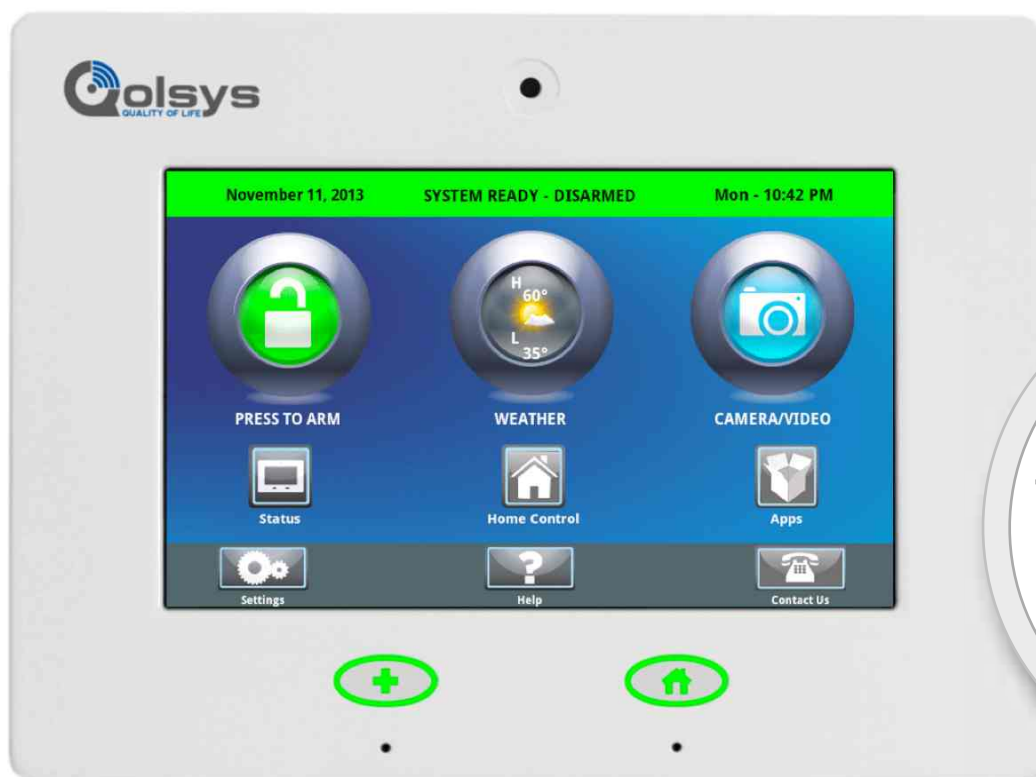 Qolsys
QUALITY OF LIFE
November 11, 2013 SYSTEM READY - DISARMED Mon - 10:42 PM
H
60°
L
35°
PRESS TO ARM WEATHER CAMERA/VIDEO
Status Home Control Apps
Settings Help Contact Us